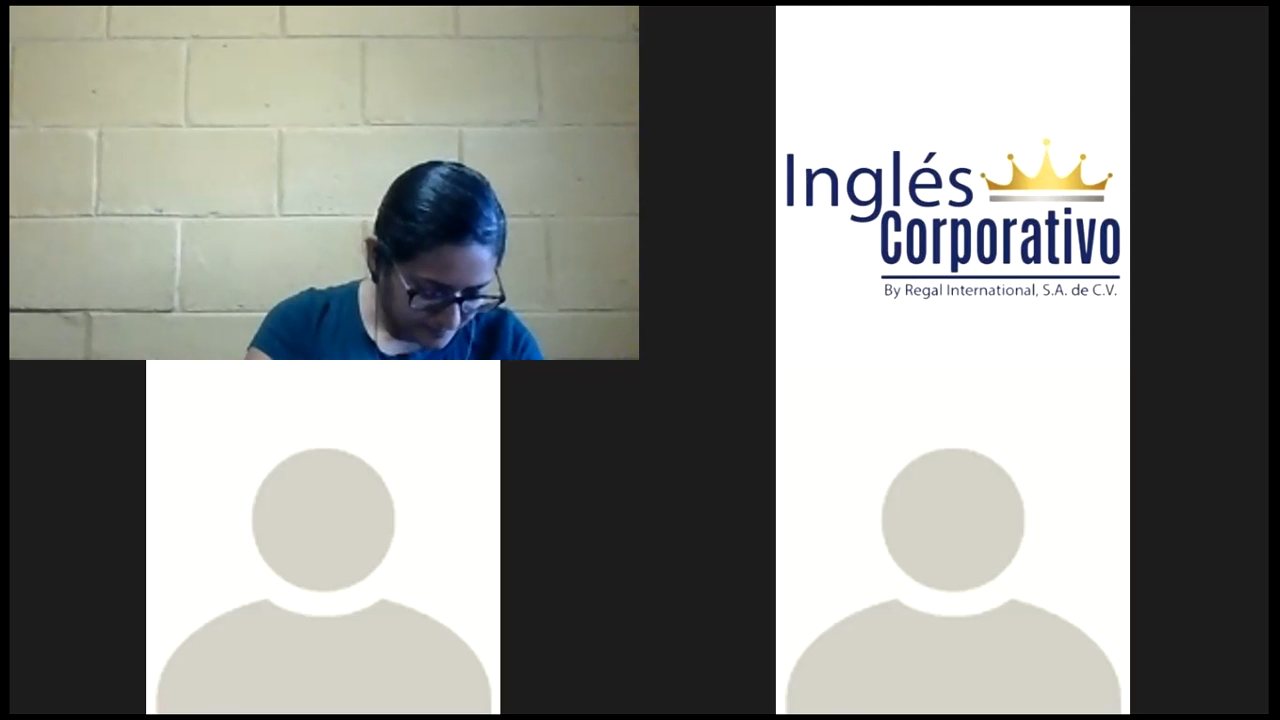 Inglés
Corporativo
By Regal International, S.A. de C.V.